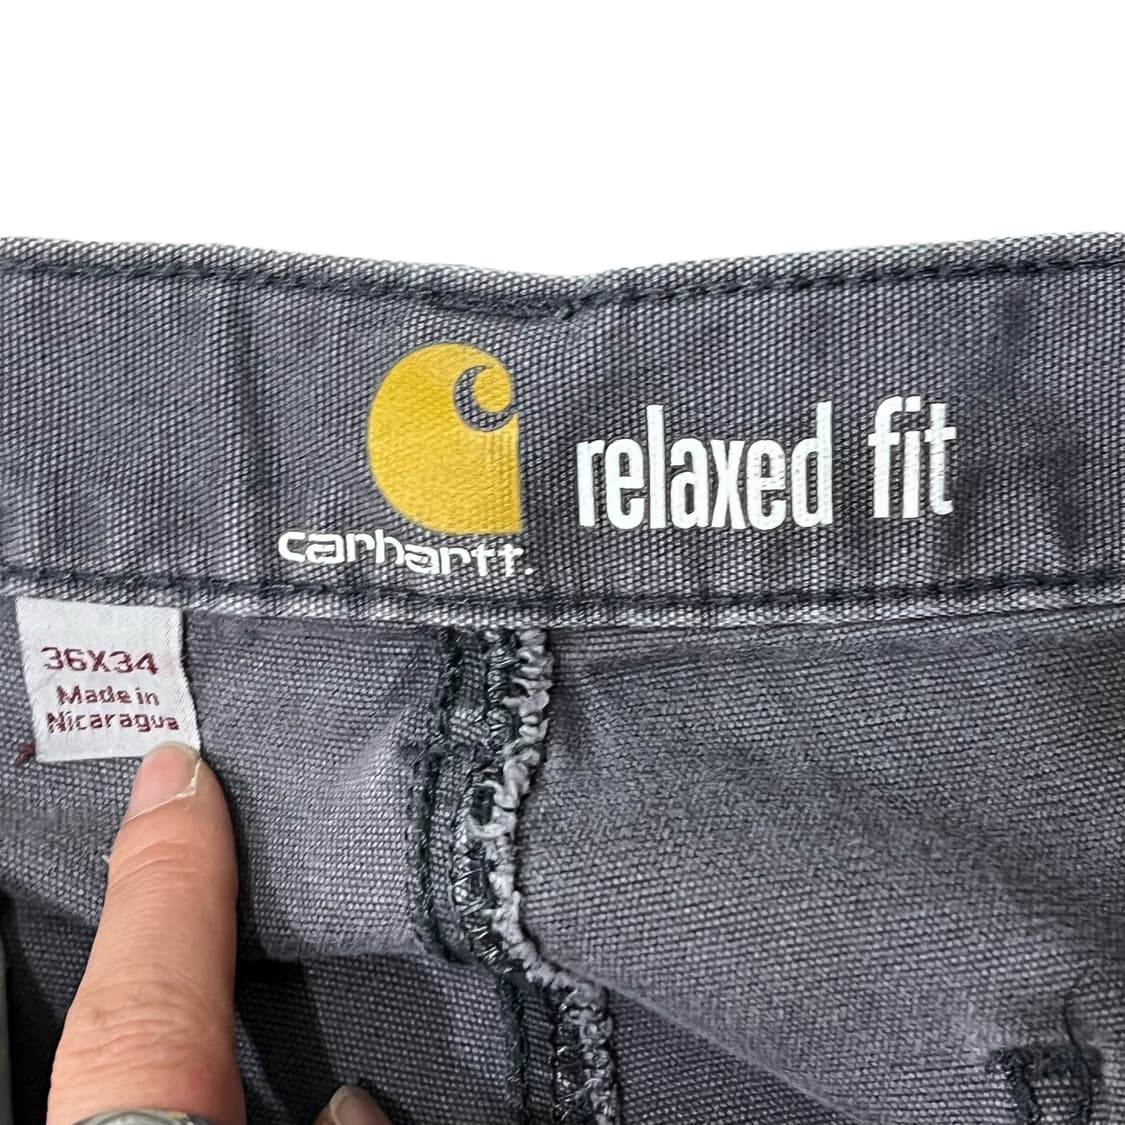 relaxed fit
carhartt.
36X34
Made in
Nicaragua